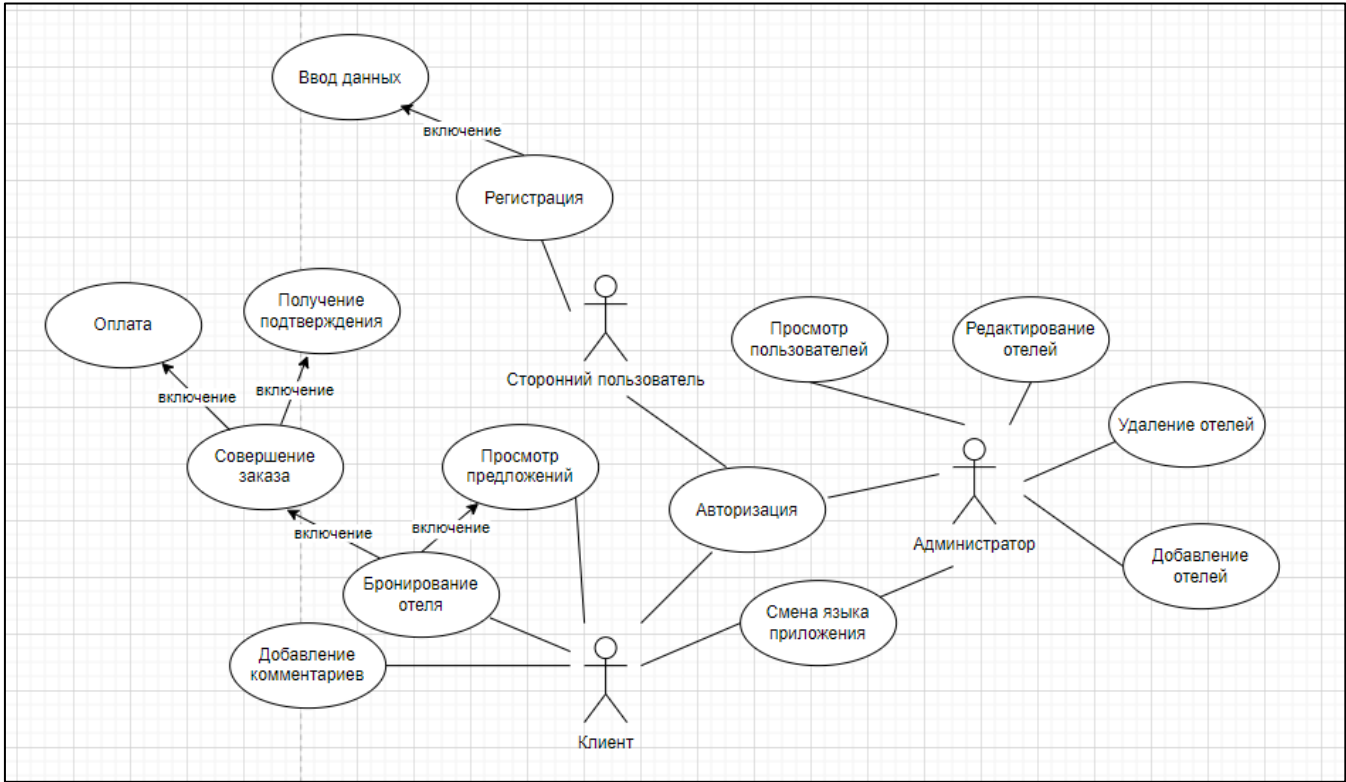 Ввод данных
включение
Регистрация
Получение
подтверждения
Оплата
включение
включение
Сторонний пользователь
Просмотр
пользователей
Редактирование
отелей
Удаление отелей
Совершение
заказа
Просмотр
предложений
Авторизация
Администратор
включение
включение
Бронирование
отеля
Добавление
отелей
Смена языка
приложения
Добавление
комментариев
Клиент